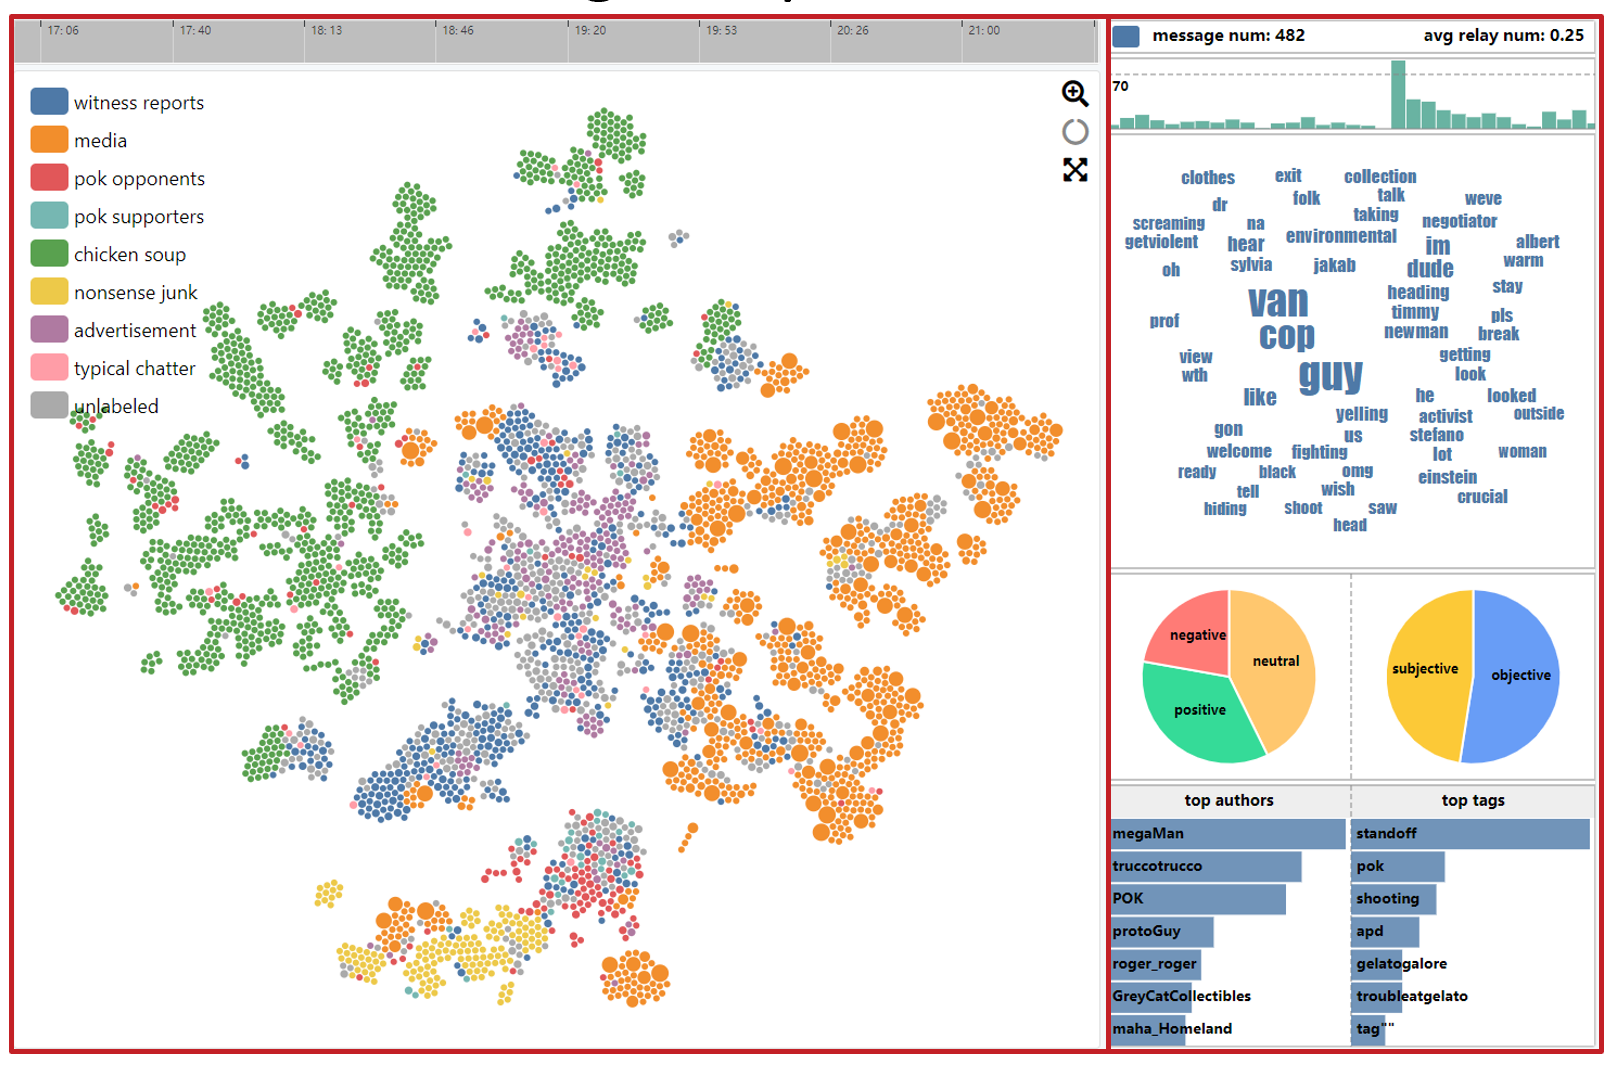 17: 06 17: 40 18: 13 18: 46 19: 20 19: 53 20: 26 21: 00
witness reports
media
pok opponents
pok supporters
chicken soup
nonsense junk
advertisement
typical chatter
unlabeled
message num: 482 avg relay num: 0.25
70
clothes exit collection
dr folk talk weve
screaming na taking negotiator
getviolent hear environmental im albert
oh sylvia jakab dude warm
van heading stay
prof cop timmy pls
newman break
view guy getting
wth look
like he looked
yelling activist outside
gon us stefano
welcome fighting lot woman
ready black omg einstein
tell wish crucial
hiding shoot saw
head
negative neutral
positive
subjective objective
top authors top tags
megaMan standoff
truccotrucco pok
POK shooting
protoGuy apd
roger_roger gelatogalore
GreyCatCollectibles troubleatgelato
maha_Homeland tag""